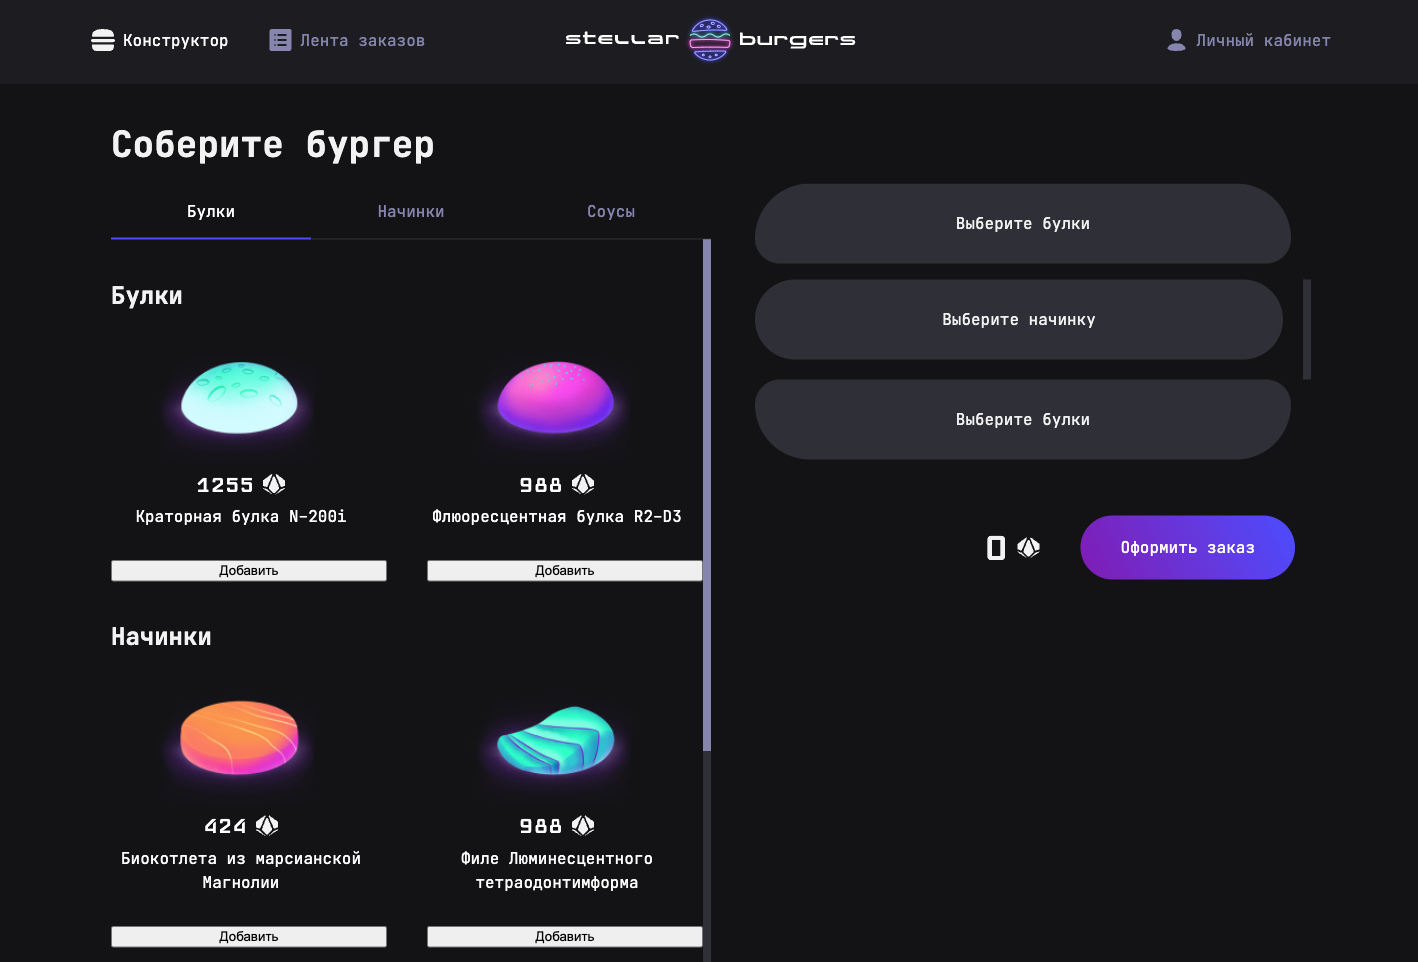 Конструктор
Лента заказов
stellar burgers
Личный кабинет
Соберите бургер
Булки
Начинки
Соусы
Булки
1255
Краторная булка N-200i
Добавить
988
Флюоресцентная булка R2-D3
Добавить
Начинки
424
Биокотлета из марсианской
Магнолии
Добавить
988
Филе Люминесцентного
тетраодонтимформа
Добавить
Выберите булки
Выберите начинку
Выберите булки
0
Оформить заказ